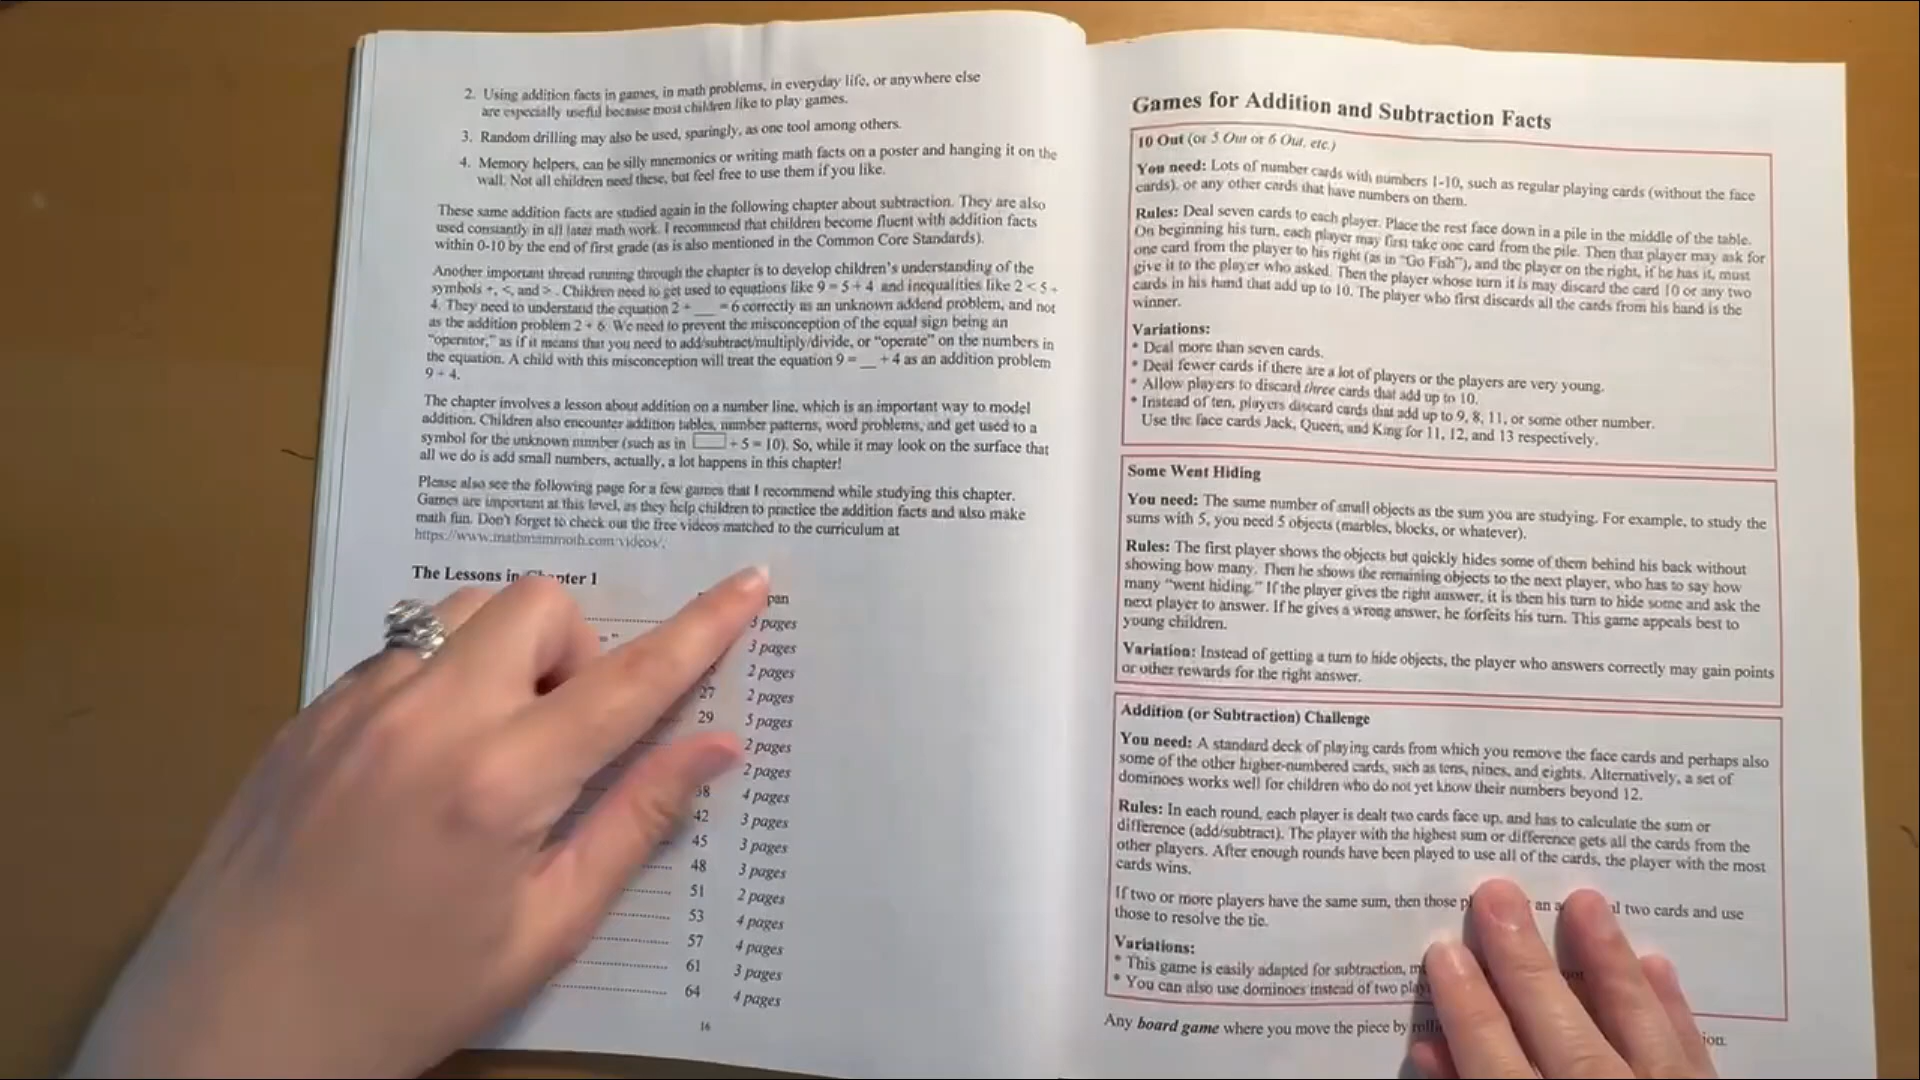 2. Using addition facts in games, in math problems, in everyday life, or anywhere else
are especially useful because most children like to play games.
3. Random drilling may also be used, sparingly, as one tool among others.
4. Memory helpers, can be silly mnemonics or writing math facts on a poster and hanging it on the
wall. Not all children need these, but feel free to use them if you like.
These same addition facts are studied again in the following chapter about subtraction. They are also
used constantly in all later math work. I recommend that children become fluent with addition facts
within 0-10 by the end of first grade (as is also mentioned in the Common Core Standards).
Another important thread running through the chapter is to develop children's understanding of the
symbols =, <, and > . Children need to get used to equations like 9 = 5 + 4 and inequalities like 2 < 5 +
4. They need to understand the equation 2 + __ = 6 correctly as an unknown addend problem, and not
as the addition problem 2 + 6. We need to prevent the misconception of the equal sign being an
"operator," as if it means that you need to add/subtract/multiply/divide, or "operate" on the numbers in
the equation. A child with this misconception will treat the equation 9 = __ + 4 as an addition problem
9 + 4.
The chapter involves a lesson about addition on a number line, which is an important way to model
addition. Children also encounter addition tables, number patterns, word problems, and get used to a
symbol for the unknown number (such as in + 5 = 10). So, while it may look on the surface that
all we do is add small numbers, actually, a lot happens in this chapter!
Please also see the following page for a few games that I recommend while studying this chapter.
Games are important at this level, as they help children to practice the addition facts and also make
math fun. Don't forget to check out the free videos matched to the curriculum at
https://www.mathmammoth.com/videos/.
The Lessons in Chapter 1
pan
3 pages
3 pages
2 pages
27 2 pages
29 5 pages
2 pages
2 pages
38 4 pages
42 3 pages
45 3 pages
48 3 pages
51 2 pages
53 4 pages
57 4 pages
61 3 pages
64 4 pages
16
Games for Addition and Subtraction Facts
10 Out (or 5 Out or 6 Out, etc.)
You need: Lots of number cards with numbers 1-10, such as regular playing cards (without the face
cards), or any other cards that have numbers on them.
Rules: Deal seven cards to each player. Place the rest face down in a pile in the middle of the table.
On beginning his turn, each player may first take one card from the pile. Then that player may ask for
one card from the player to his right (as in "Go Fish"), and the player on the right, if he has it, must
give it to the player who asked. Then the player whose turn it is may discard the card 10 or any two
cards in his hand that add up to 10. The player who first discards all the cards from his hand is the
winner.
Variations:
* Deal more than seven cards.
* Deal fewer cards if there are a lot of players or the players are very young.
* Allow players to discard three cards that add up to 10.
* Instead of ten, players discard cards that add up to 9, 8, 11, or some other number.
Use the face cards Jack, Queen, and King for 11, 12, and 13 respectively.
Some Went Hiding
You need: The same number of small objects as the sum you are studying. For example, to study the
sums with 5, you need 5 objects (marbles, blocks, or whatever).
Rules: The first player shows the objects but quickly hides some of them behind his back without
showing how many. Then he shows the remaining objects to the next player, who has to say how
many "went hiding." If the player gives the right answer, it is then his turn to hide some and ask the
next player to answer. If he gives a wrong answer, he forfeits his turn. This game appeals best to
young children.
Variation: Instead of getting a turn to hide objects, the player who answers correctly may gain points
or other rewards for the right answer.
Addition (or Subtraction) Challenge
You need: A standard deck of playing cards from which you remove the face cards and perhaps also
some of the other higher-numbered cards, such as tens, nines, and eights. Alternatively, a set of
dominoes works well for children who do not yet know their numbers beyond 12.
Rules: In each round, each player is dealt two cards face up, and has to calculate the sum or
difference (add/subtract). The player with the highest sum or difference gets all the cards from the
other players. After enough rounds have been played to use all of the cards, the player with the most
cards wins.
If two or more players have the same sum, then those an two cards and use
those to resolve the tie.
Variations:
* This game is easily adapted for subtraction,
* You can also use dominoes instead of two
Any board game where you move the piece by